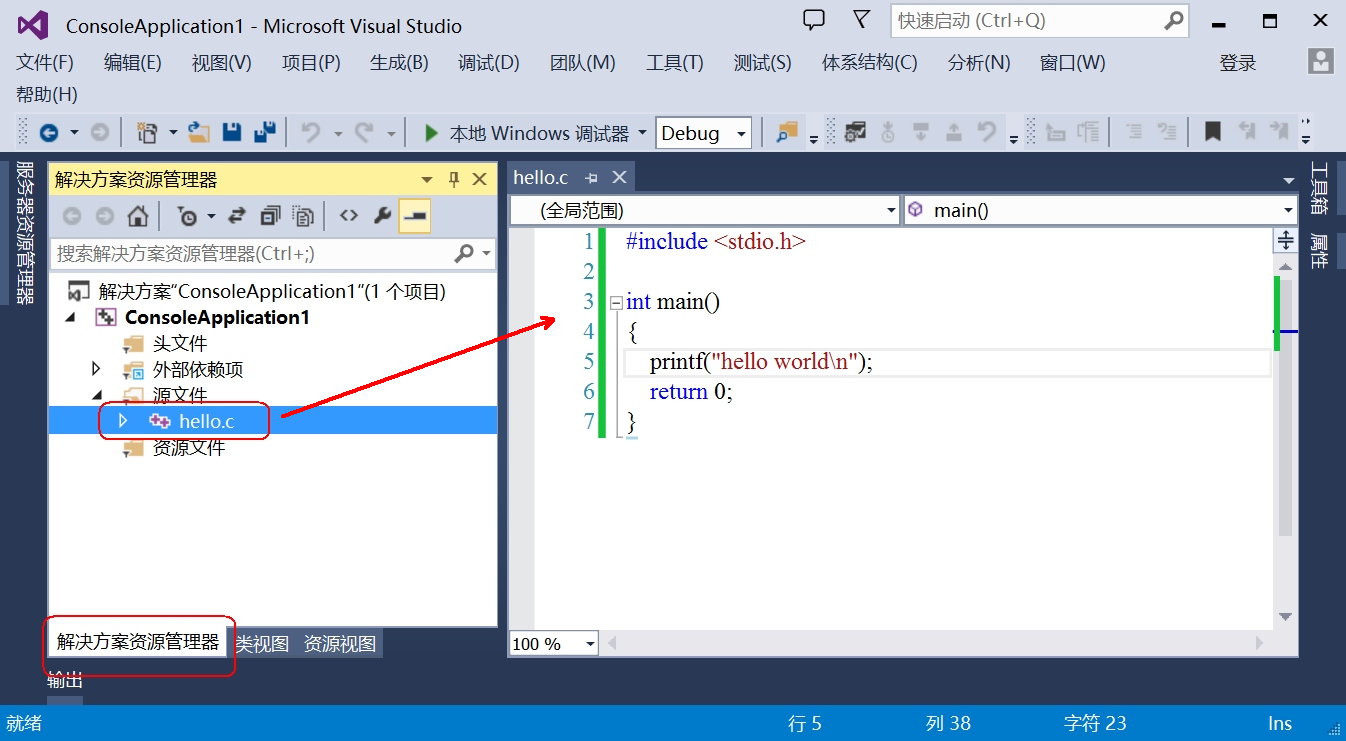 ConsoleApplication1 - Microsoft Visual Studio
快速启动 (Ctrl+Q)
文件(F) 编辑(E) 视图(V) 项目(P) 生成(B) 调试(D) 团队(M) 工具(T) 测试(S) 体系结构(C) 分析(N) 窗口(W) 登录
帮助(H)
本地 Windows 调试器 Debug
服务器资源管理器
解决方案资源管理器
搜索解决方案资源管理器(Ctrl+;)
解决方案"ConsoleApplication1"(1 个项目)
ConsoleApplication1
头文件
外部依赖项
源文件
hello.c
资源文件
解决方案资源管理器 类视图 资源视图
输出
hello.c
(全局范围) main()
1 #include <stdio.h>
2
3 int main()
4 {
5 printf("hello world\n");
6 return 0;
7 }
100 %
工具箱
属性
就绪 行 5 列 38 字符 23 Ins